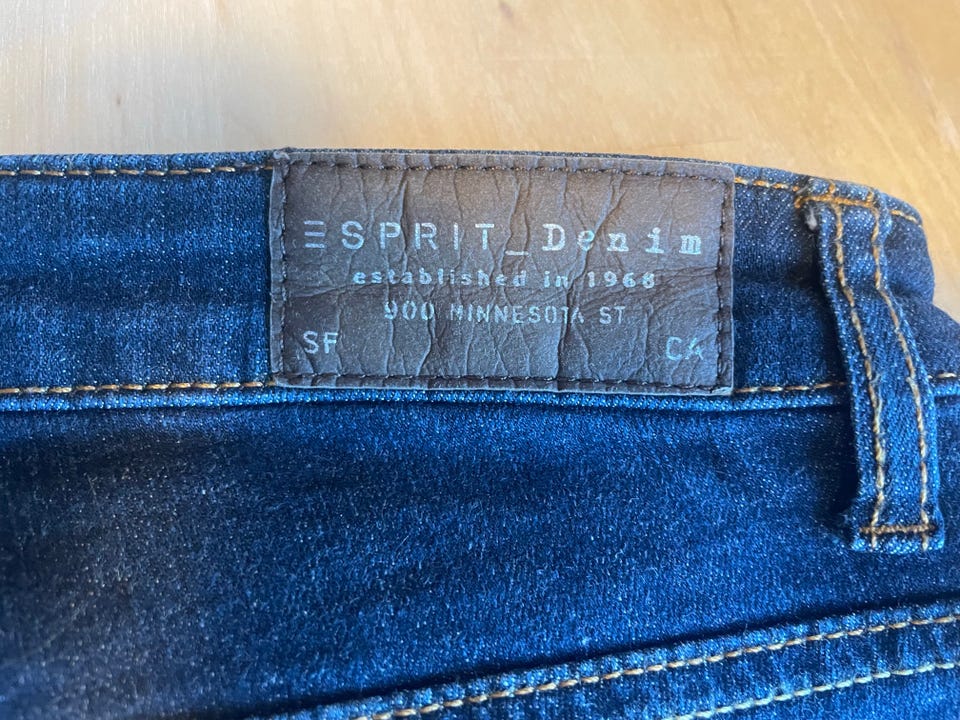 ESPRIT_Denim
established in 1968
900 MINNESOTA ST
SF CA